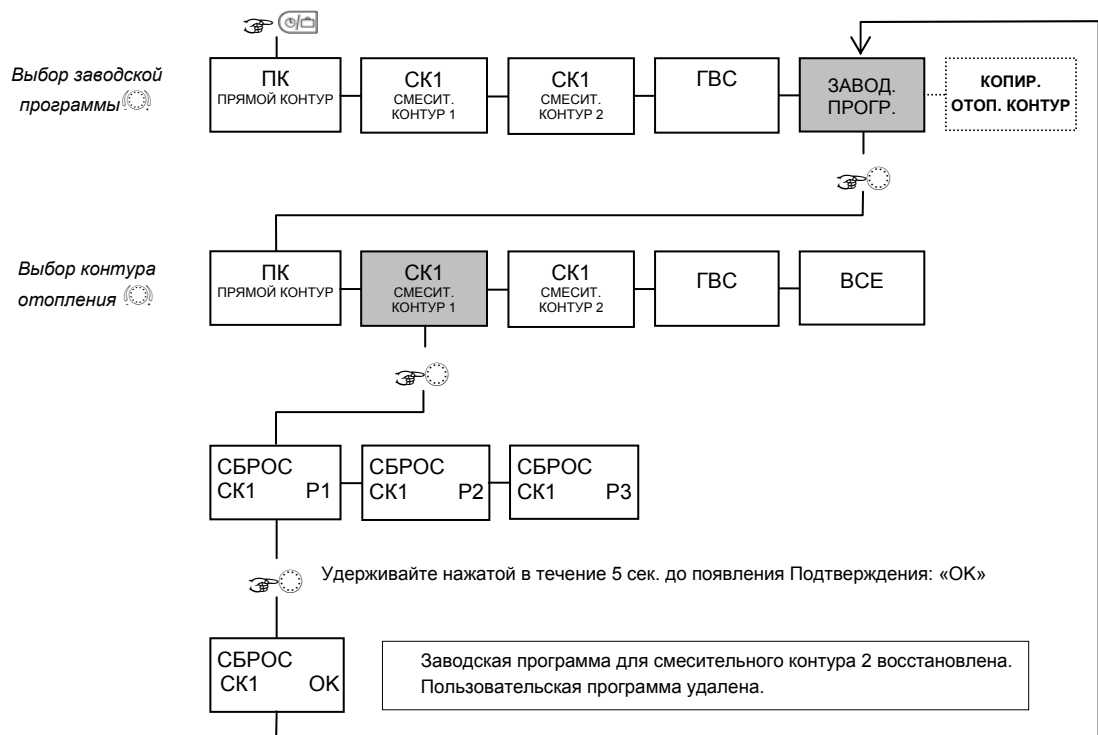 Выбор заводской
программы
ПК
ПРЯМОЙ КОНТУР
СК1
СМЕСИТ.
КОНТУР 1
СК1
СМЕСИТ.
КОНТУР 2
ГВС
ЗАВОД.
ПРОГР.
КОПИР.
ОТОП. КОНТУР
Выбор контура
отопления
ПК
ПРЯМОЙ КОНТУР
СК1
СМЕСИТ.
КОНТУР 1
СК1
СМЕСИТ.
КОНТУР 2
ГВС
ВСЕ
СБРОС
СК1 P1
СБРОС
СК1 P2
СБРОС
СК1 P3
Удерживайте нажатой в течение 5 сек. до появления Подтверждения: «ОК»
СБРОС
СК1 ОК
Заводская программа для смесительного контура 2 восстановлена.
Пользовательская программа удалена.